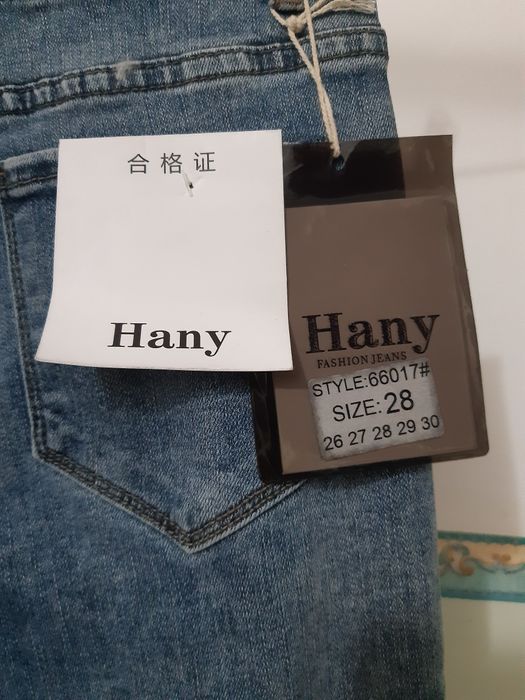 合格证
Hany
Hany
FASHION JEANS
STYLE:66017#
SIZE: 28
26 27 28 29 30